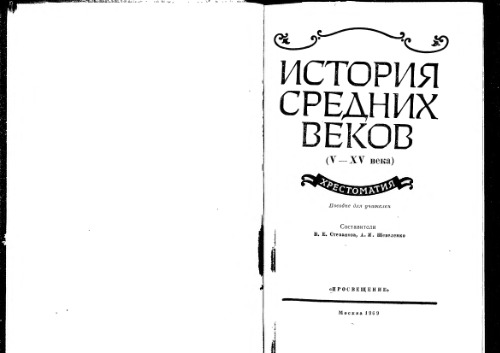 ИСТОРИЯ
СРЕДНИХ
ВЕКОВ
(V — XV века)
ХРЕСТОМАТИЯ
Пособие для учителя
Составители
В. Е. Степанова, А. Я. Шевеленко
«ПРОСВЕЩЕНИЕ»
Москва 1969